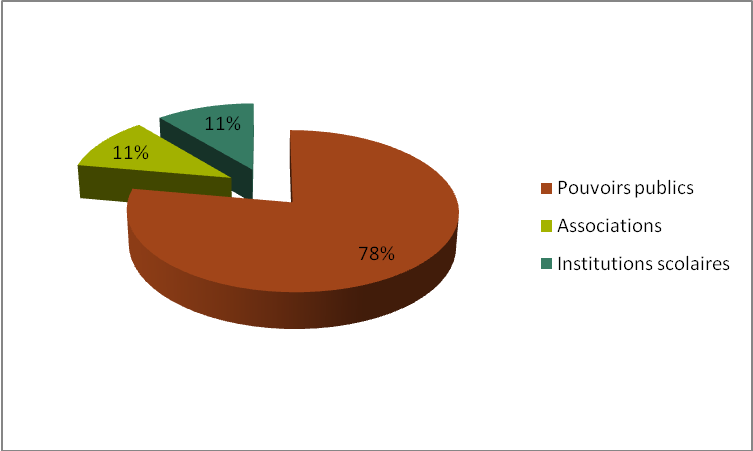 11%
11%
78%
Pouvoirs publics
Associations
Institutions scolaires